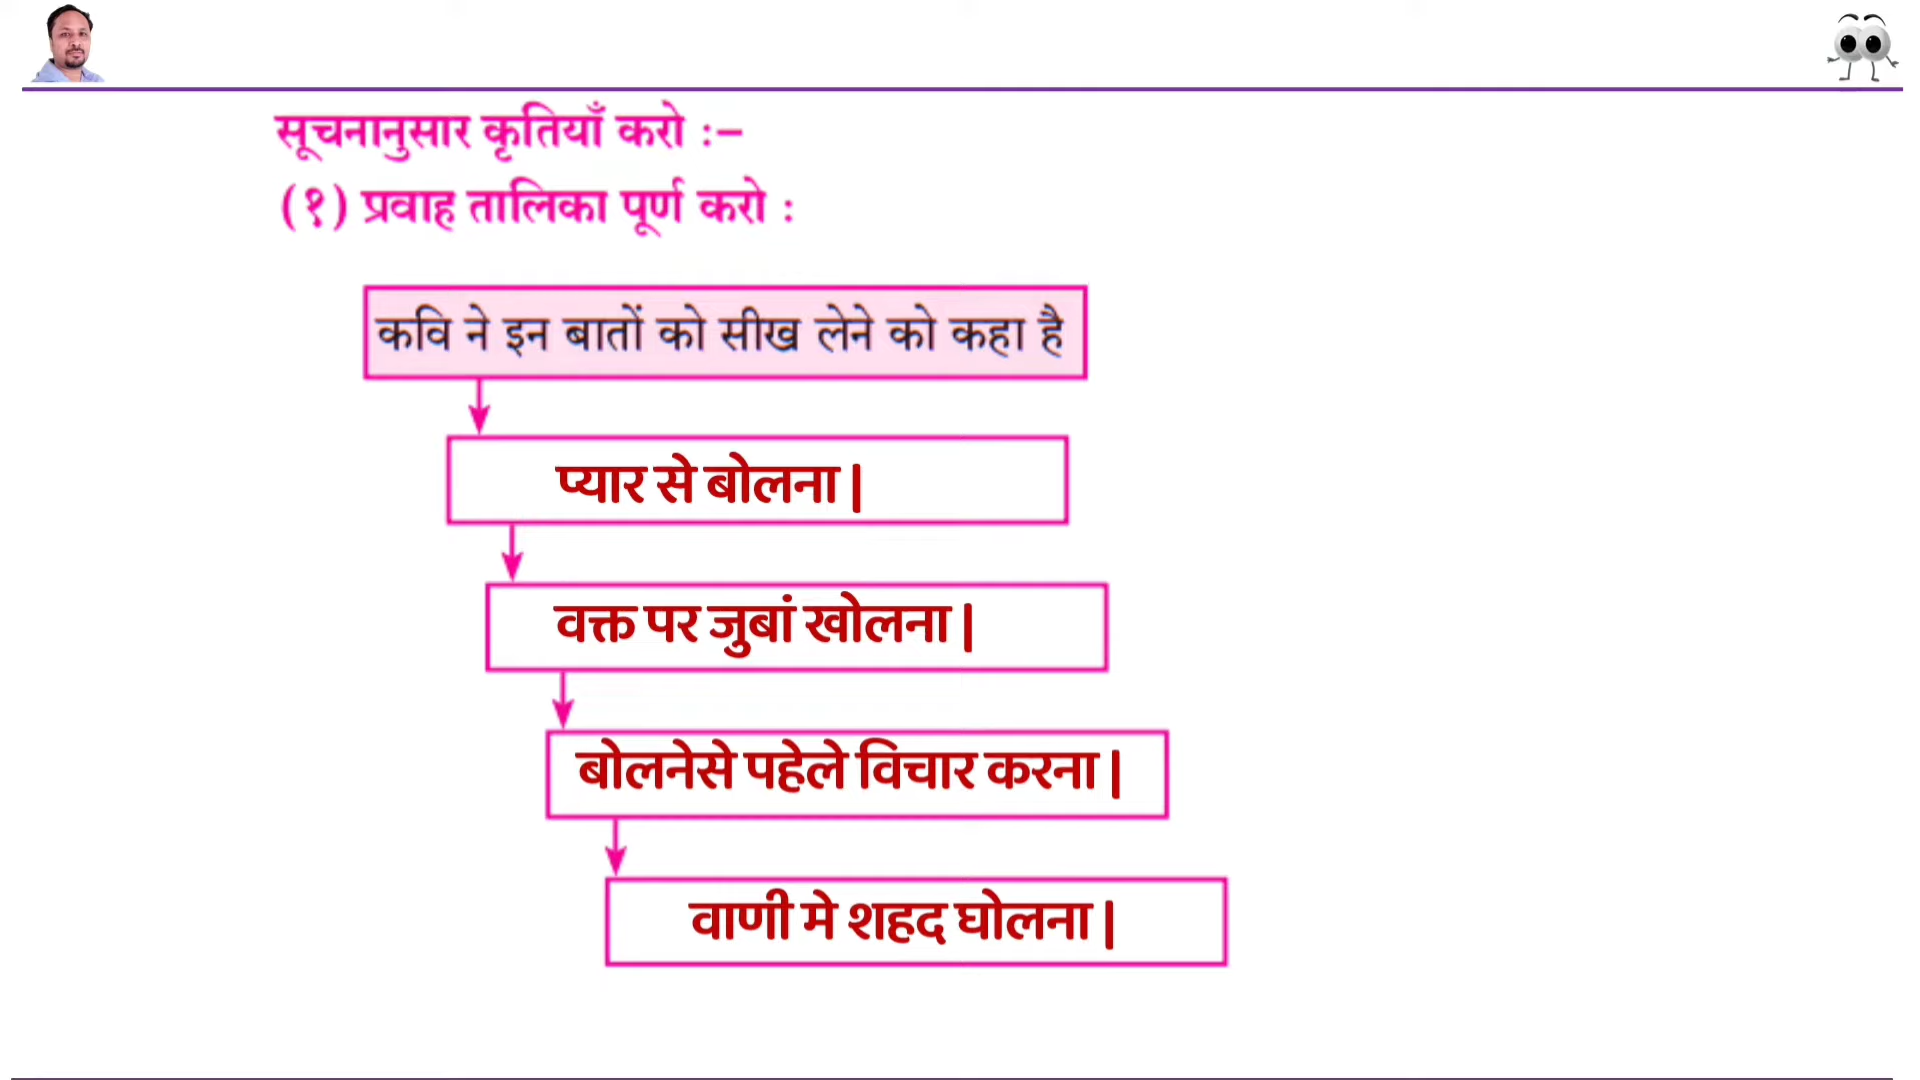 सूचनानुसार कृतियाँ करो :–
(१) प्रवाह तालिका पूर्ण करो :
कवि ने इन बातों को सीख लेने को कहा है
प्यार से बोलना |
वक्त पर जुबां खोलना |
बोलनेसे पहेले विचार करना |
वाणी मे शहद घोलना |